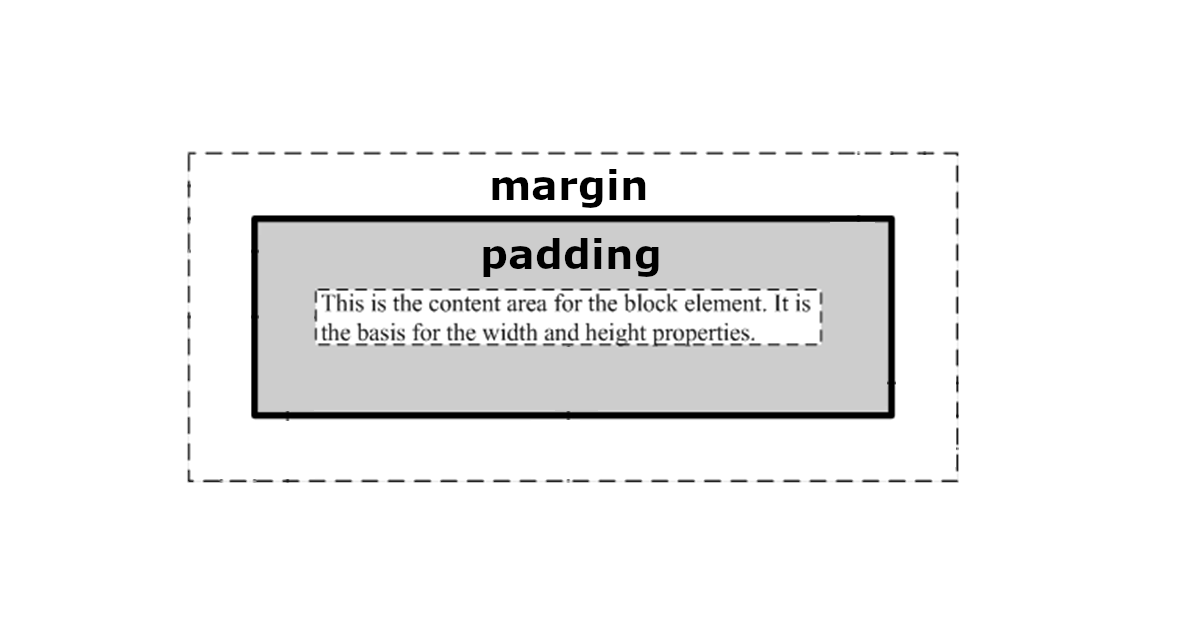 margin
padding
This is the content area for the block element. It is
the basis for the width and height properties.